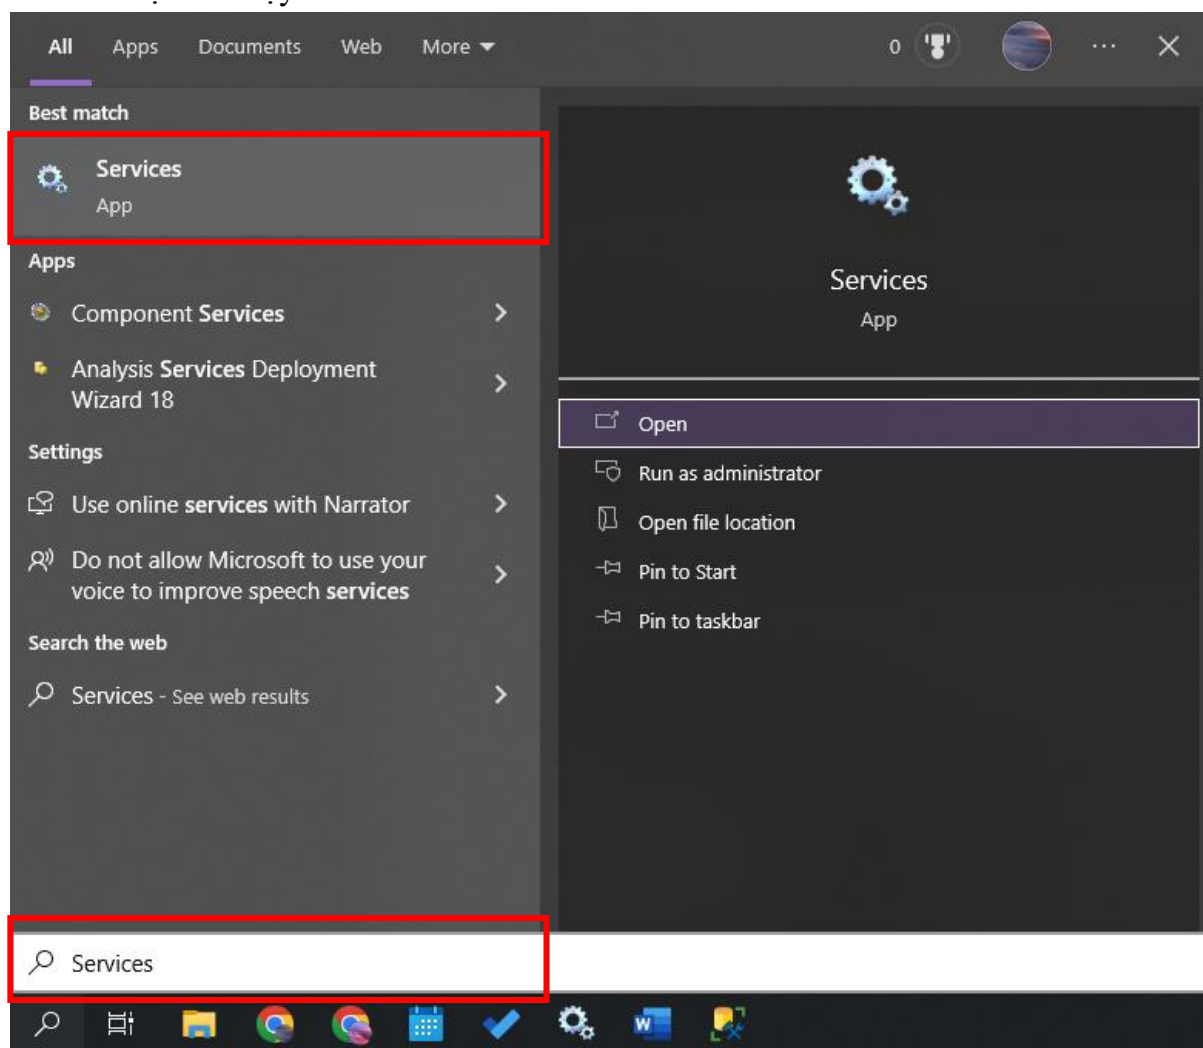 All Apps Documents Web More 0
Best match
Services
App
Apps
Component Services
Analysis Services Deployment
Wizard 18
Settings
Use online services with Narrator
Do not allow Microsoft to use your
voice to improve speech services
Search the web
Services - See web results
Services
App
Open
Run as administrator
Open file location
Pin to Start
Pin to taskbar
Services
W